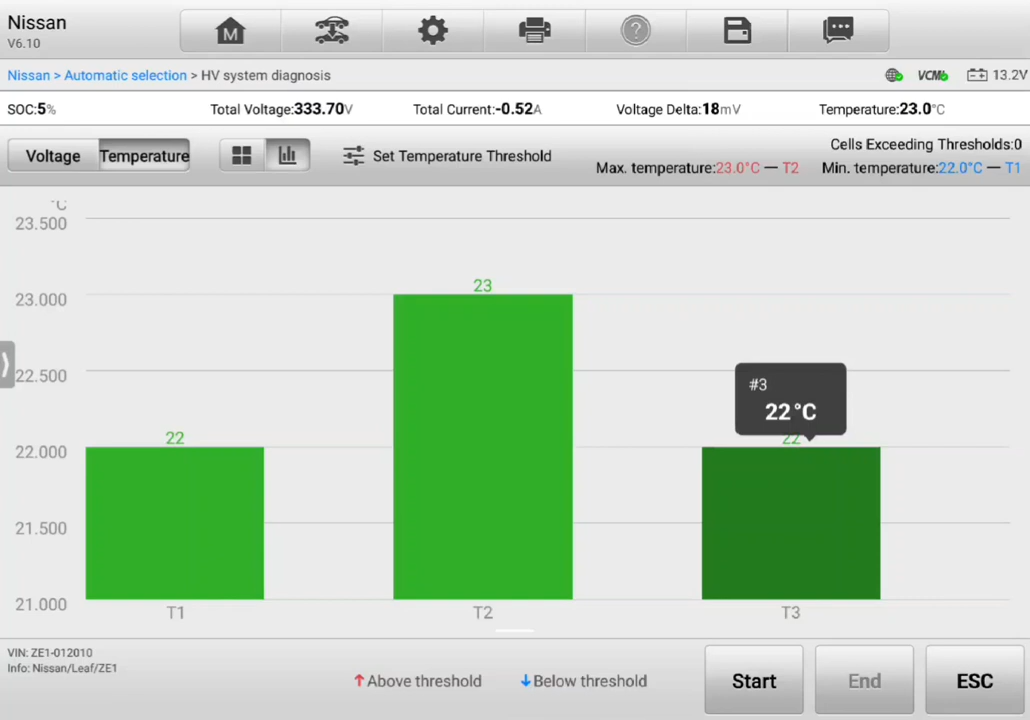 Nissan
V6.10
M
?
Nissan > Automatic selection > HV system diagnosis
VCMI
13.2V
SOC:5% Total Voltage:333.70V Total Current:-0.52A Voltage Delta:18mV Temperature:23.0°C
Voltage Temperature Set Temperature Threshold
Cells Exceeding Thresholds:0
Max. temperature:23.0°C — T2 Min. temperature:22.0°C — T1
°C
23.500
23.000
22.500
22.000
21.500
21.000
22
23
#3
22°C
22
T1 T2 T3
VIN: ZE1-012010
Info: Nissan/Leaf/ZE1
↑Above threshold ↓Below threshold
Start End ESC